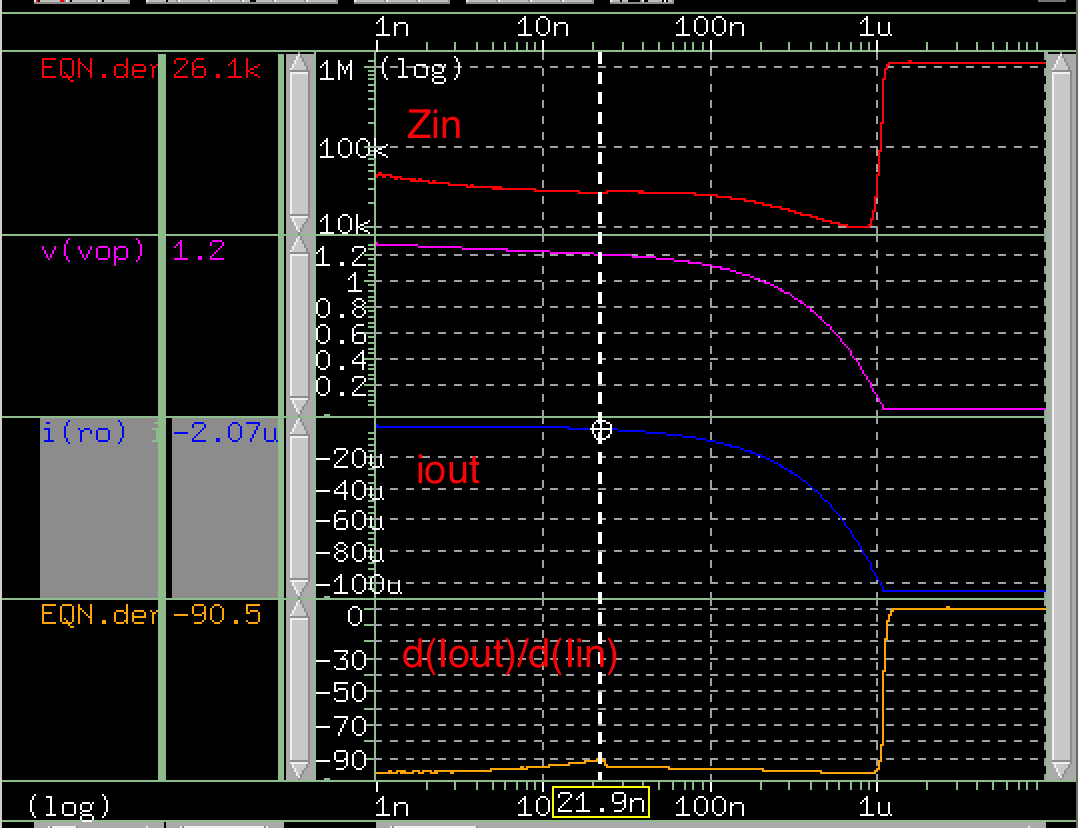 1n 10n 100n 1u
EQN.der 26.1k 1M (log)
Zin
100k
10k
v(vop) 1.2 1.2
1
0.8
0.6
0.4
0.2
i(ro) i -2.07u
-20u iout
-40u
-60u
-80u
-100u
EQN.der -90.5 0
d(Iout)/d(Iin)
-30
-50
-70
-90
(log) 1n 10 21.9n 100n 1u